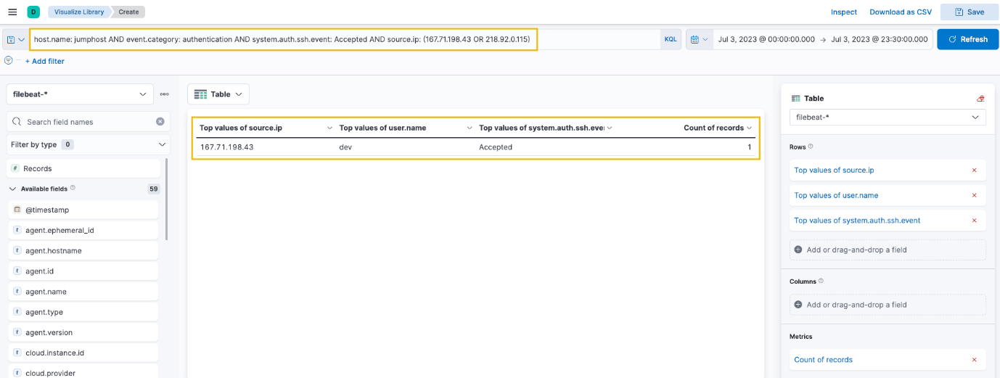 D Visualize Library Create Inspect Download as CSV Save
host.name: jumphost AND event.category: authentication AND system.auth.ssh.event: Accepted AND source.ip: (167.71.198.43 OR 218.92.0.115) KQL Jul 3, 2023 @ 00:00:00.000 → Jul 3, 2023 @ 23:30:00.000 Refresh
+ Add filter
filebeat-*
Search field names
Filter by type 0
# Records
Available fields 59
@timestamp
t agent.ephemeral_id
t agent.hostname
t agent.id
t agent.name
t agent.type
t agent.version
t cloud.instance.id
t cloud.provider
Table
Top values of source.ip Top values of user.name Top values of system.auth.ssh.eve Count of records
167.71.198.43 dev Accepted 1
Table
filebeat-*
Rows
Top values of source.ip
Top values of user.name
Top values of system.auth.ssh.event
Add or drag-and-drop a field
Columns
Add or drag-and-drop a field
Metrics
Count of records